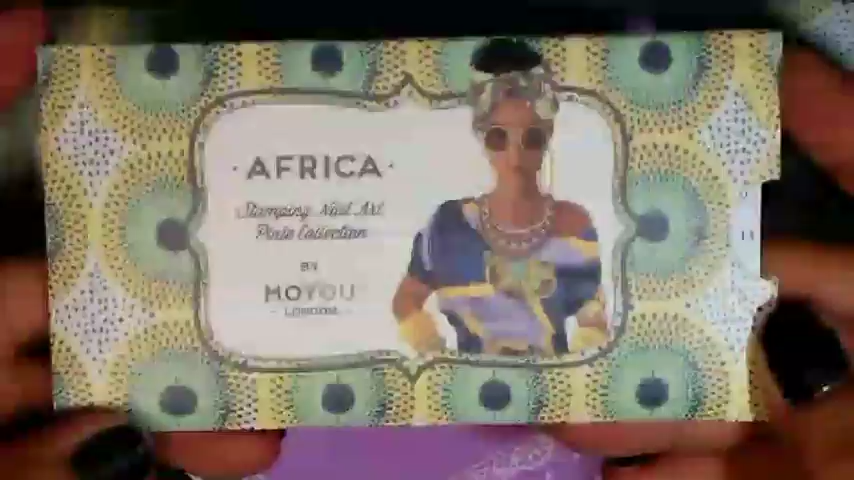 · AFRICA ·
Stamping Nail Art
Plate Collection
BY
MOYOU
- LONDON -